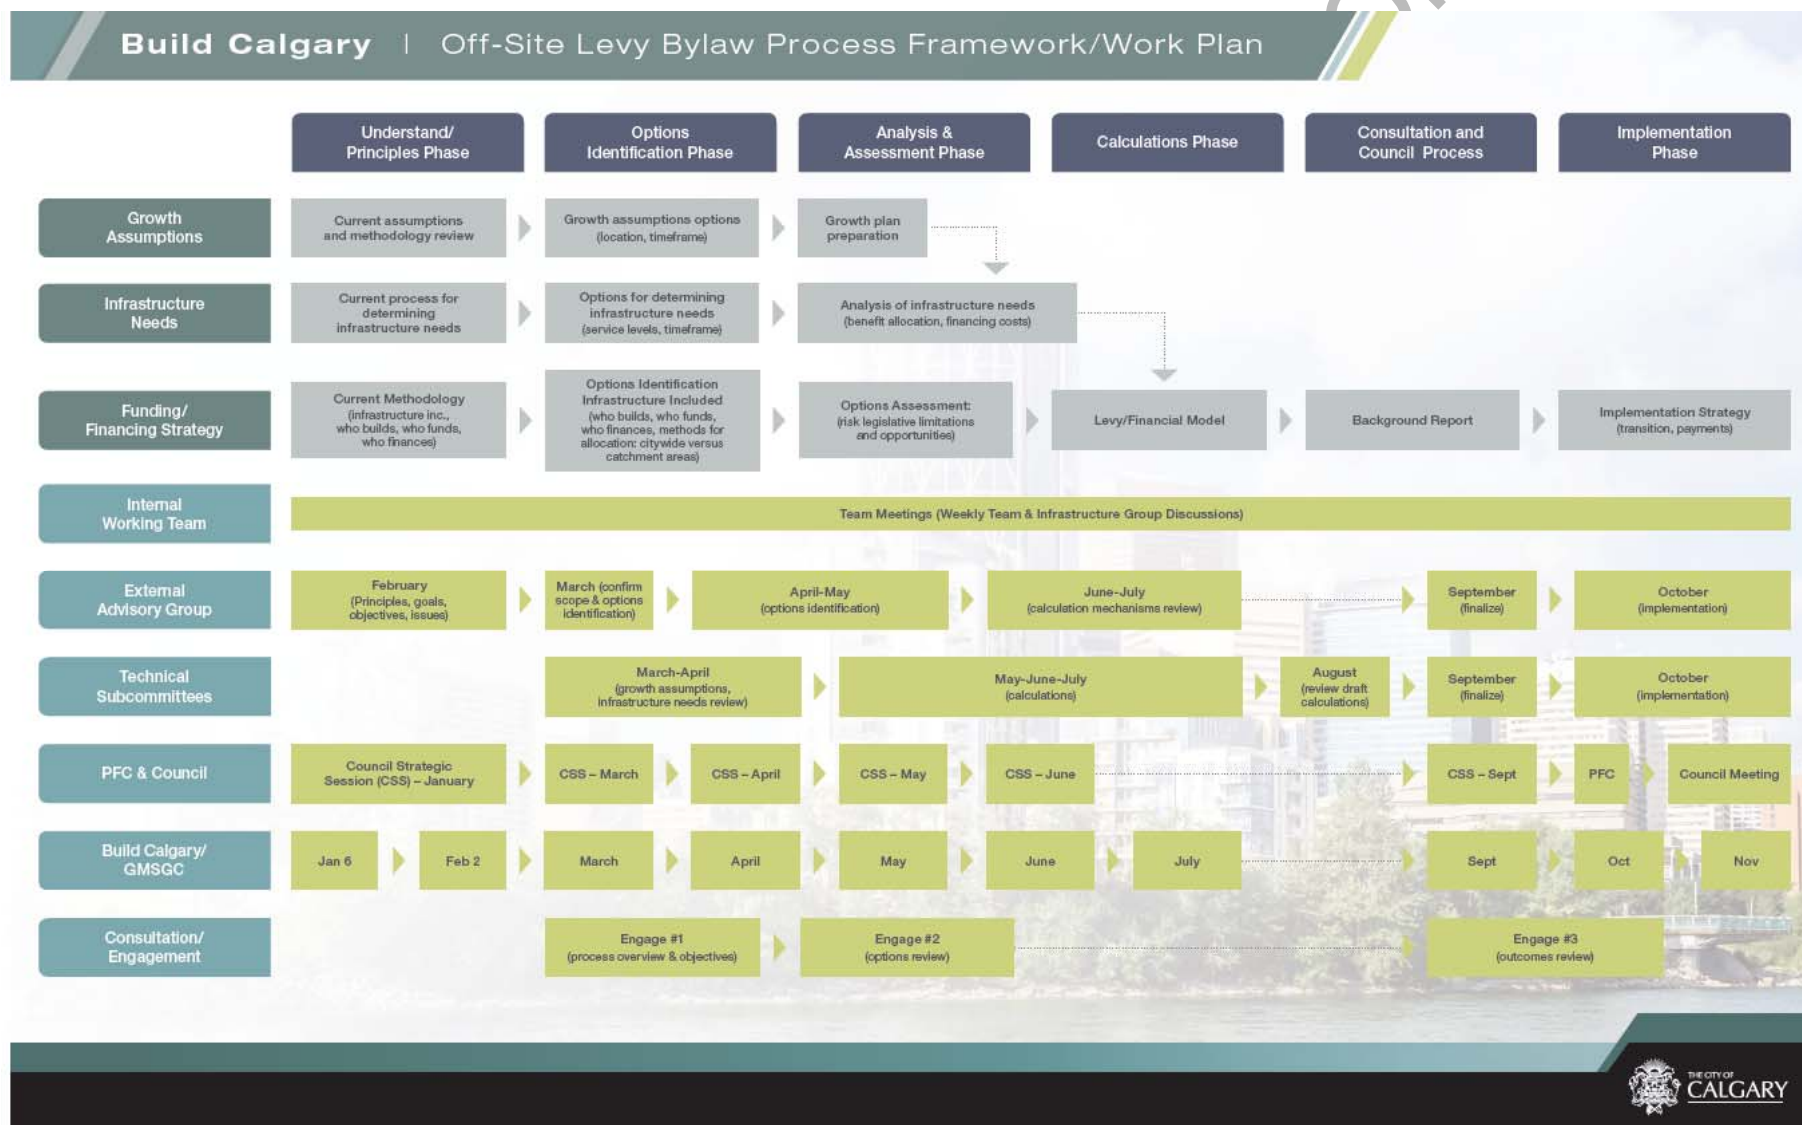 Build Calgary | Off-Site Levy Bylaw Process Framework/Work Plan
Understand/
Principles Phase
Options
Identification Phase
Analysis &
Assessment Phase
Calculations Phase
Consultation and
Council Process
Implementation
Phase
Growth
Assumptions
Current assumptions
and methodology review
Growth assumptions options
(location, timeframe)
Growth plan
preparation
Infrastructure
Needs
Current process for
determining
infrastructure needs
Options for determining
infrastructure needs
(service levels, timeframe)
Analysis of infrastructure needs
(benefit allocation, financing costs)
Funding/
Financing Strategy
Current Methodology
(infrastructure inc.,
who builds, who funds,
who finances)
Options Identification
Infrastructure Included
(who builds, who funds,
who finances, methods for
allocation: citywide versus
catchment areas)
Options Assessment:
(risk legislative limitations
and opportunities)
Levy/Financial Model
Background Report
Implementation Strategy
(transition, payments)
Internal
Working Team
Team Meetings (Weekly Team & Infrastructure Group Discussions)
External
Advisory Group
February
(Principles, goals,
objectives, issues)
March (confirm
scope & options
identification)
April-May
(options identification)
June-July
(calculation mechanisms review)
September
(finalize)
October
(implementation)
Technical
Subcommittees
March-April
(growth assumptions,
infrastructure needs review)
May-June-July
(calculations)
August
(review draft
calculations)
September
(finalize)
October
(implementation)
PFC & Council
Council Strategic
Session (CSS) – January
CSS – March
CSS – April
CSS – May
CSS – June
CSS – Sept
PFC
Council Meeting
Build Calgary/
GMSGC
Jan 6
Feb 2
March
April
May
June
July
Sept
Oct
Nov
Consultation/
Engagement
Engage #1
(process overview & objectives)
Engage #2
(options review)
Engage #3
(outcomes review)
THE CITY OF
CALGARY